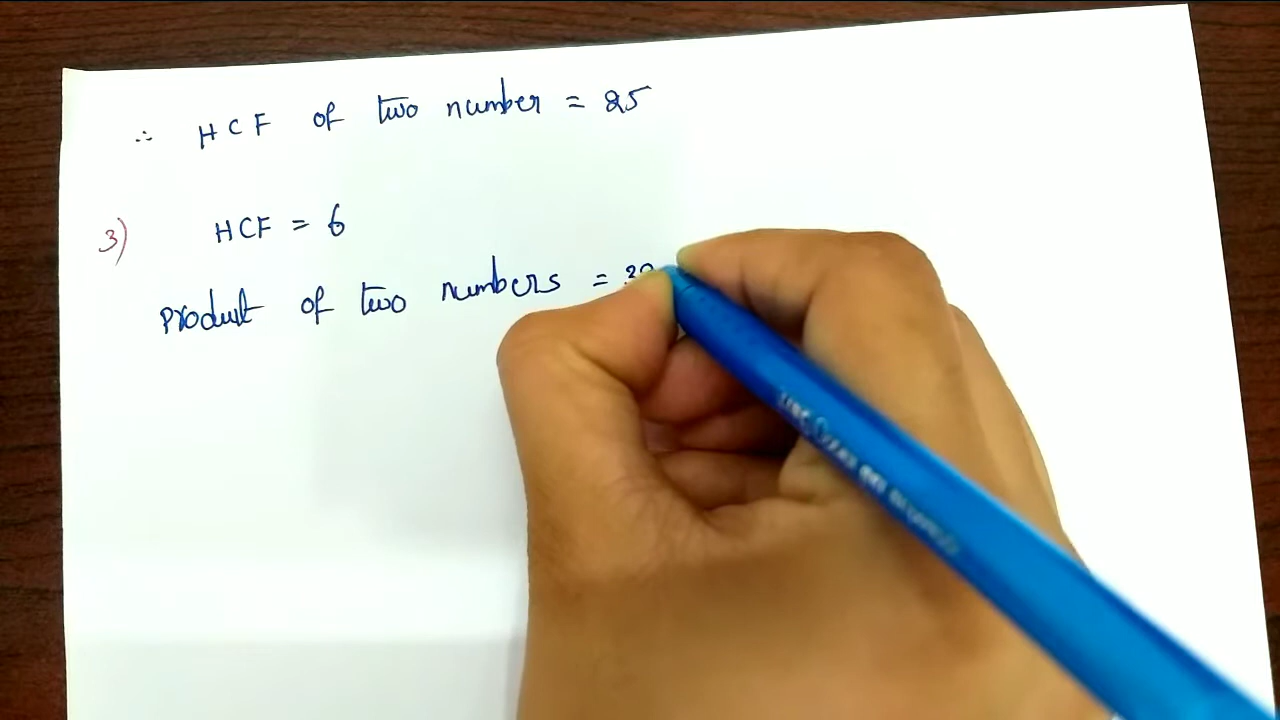 ∴ HCF of two number = 25
3) HCF = 6
Product of two numbers =